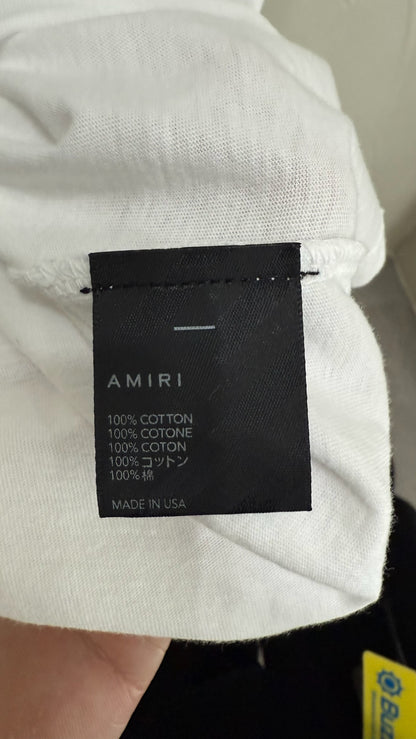 AMIRI
100% COTTON
100% COTONE
100% COTON
100% コットン
100% 棉
MADE IN USA